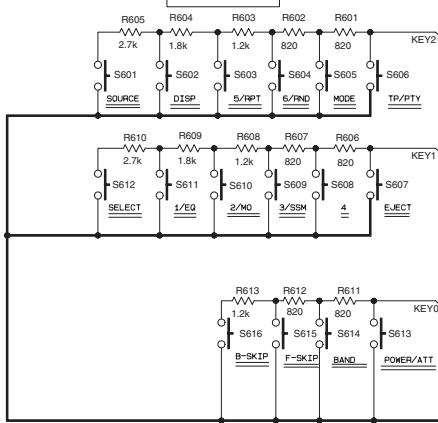 R605 R604 R603 R602 R601
2.7k 1.8k 1.2k 820 820 KEY2
S601 S602 S603 S604 S605 S606
SOURCE DISP 5/RPT 6/RND MODE TP/PTY
R610 R609 R608 R607 R606
2.7k 1.8k 1.2k 820 820 KEY1
S612 S611 S610 S609 S608 S607
SELECT 1/EQ 2/MO 3/SSM 4 EJECT
R613 R612 R611
1.2k 820 820 KEY0
S616 S615 S614 S613
B-SKIP F-SKIP BAND POWER/ATT